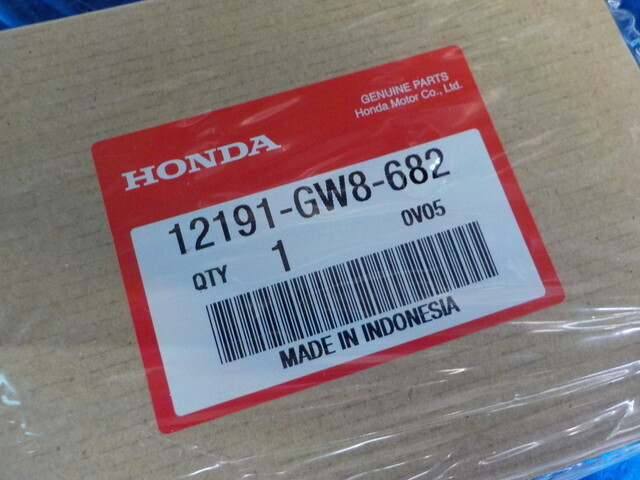 GENUINE PARTS
Honda Motor Co., Ltd.
HONDA
12191-GW8-682
0V05
QTY 1
MADE IN INDONESIA